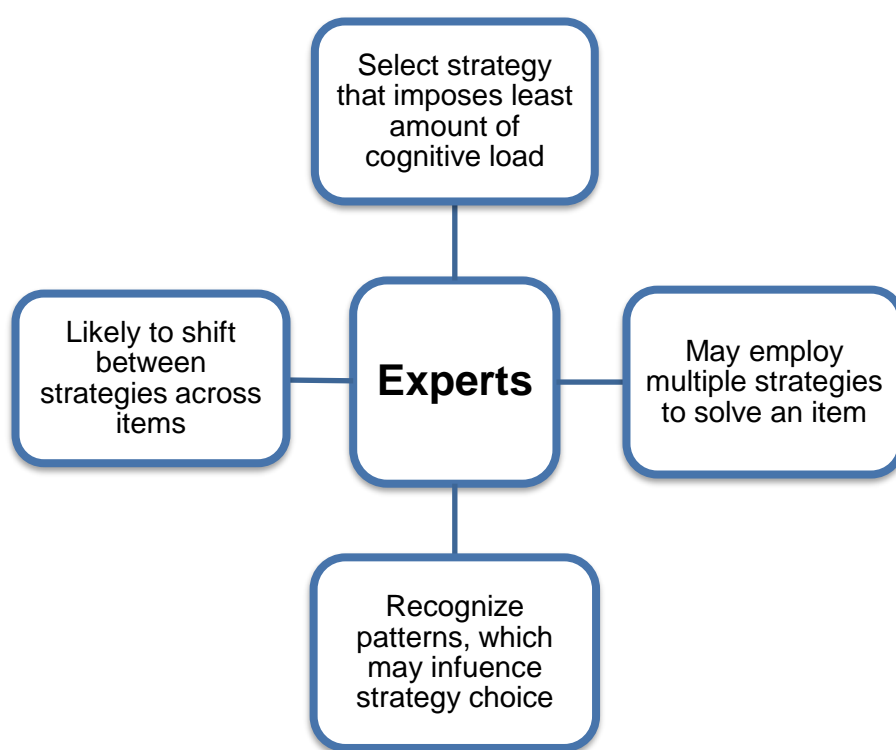 Select strategy
that imposes least
amount of
cognitive load
Likely to shift
between
strategies across
items
Experts
May employ
multiple strategies
to solve an item
Recognize
patterns, which
may infuence
strategy choice